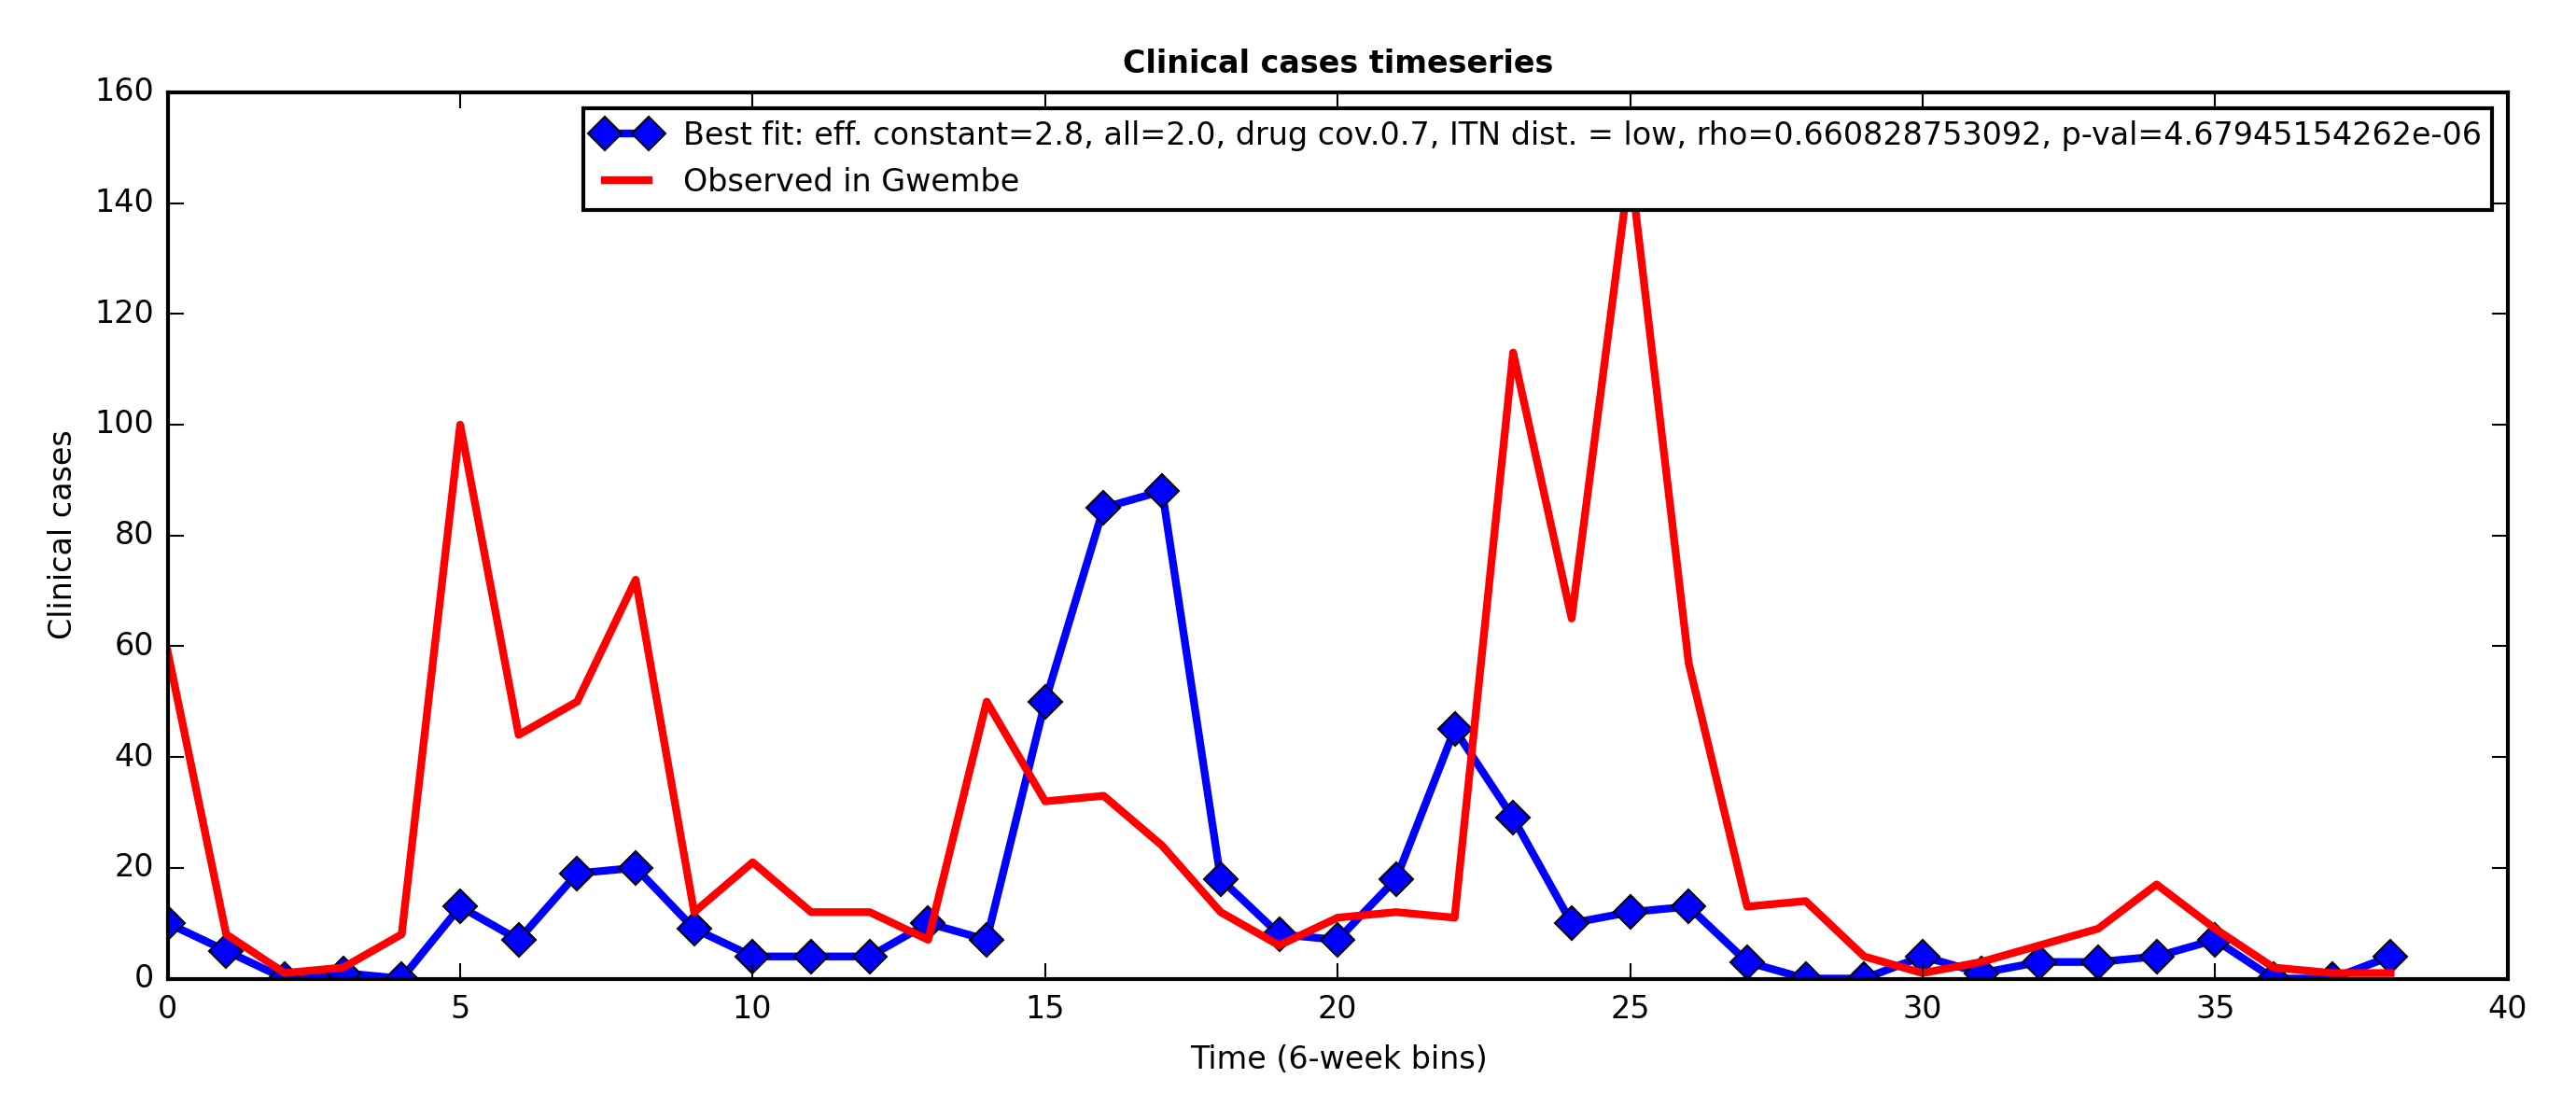 Clinical cases timeseries
160
140
120
100
80
60
40
20
0
Clinical cases
Best fit: eff. constant=2.8, all=2.0, drug cov.0.7, ITN dist. = low, rho=0.660828753092, p-val=4.67945154262e-06
Observed in Gwembe
0 5 10 15 20 25 30 35 40
Time (6-week bins)